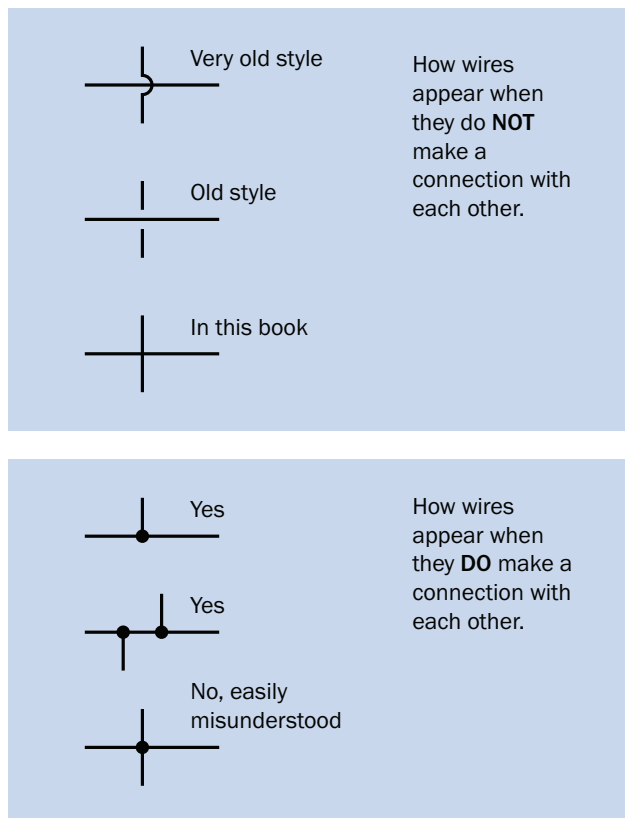 Very old style
How wires
appear when
they do NOT
make a
connection with
each other.
Old style
In this book
Yes
How wires
appear when
they DO make a
connection with
each other.
Yes
No, easily
misunderstood